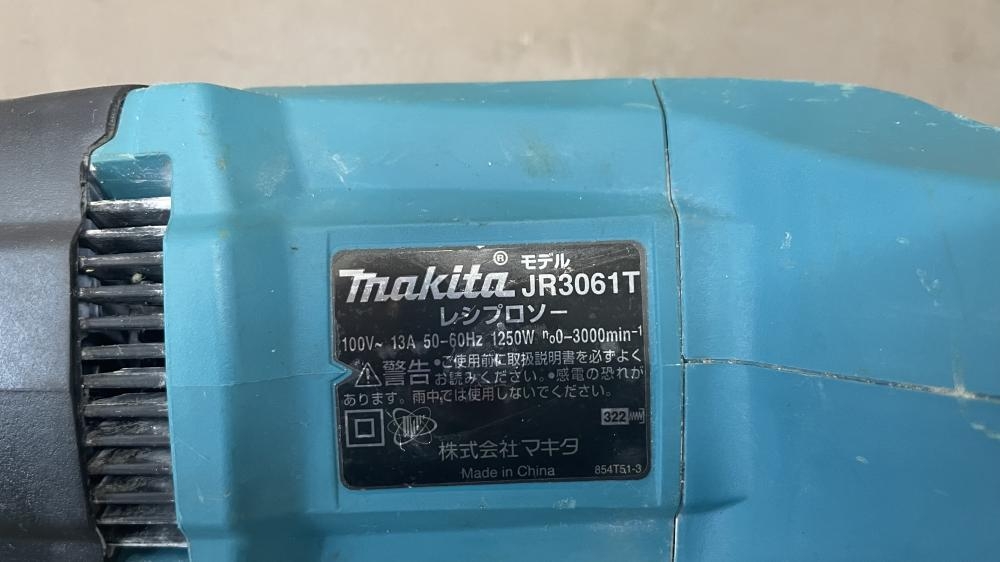 makita® モデル JR3061T
レシプロソー
100V~ 13A 50-60Hz 1250W n₀0-3000min⁻¹
警告 •ご使用前に取扱説明書を必ずよく
お読みください。•感電の恐れが
あります。雨中では使用しないでください。
322
株式会社 マキタ
Made in China
854T51-3